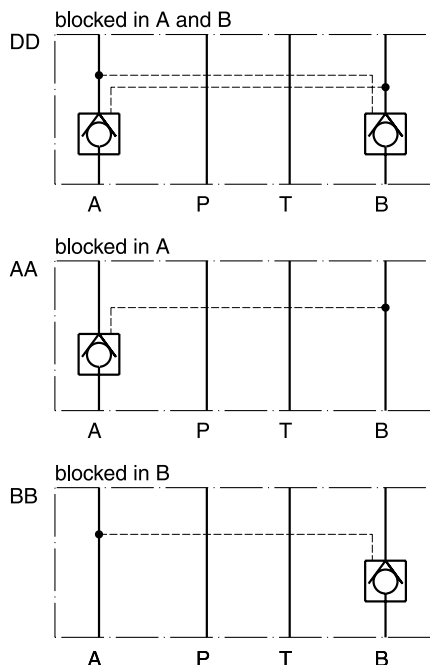 blocked in A and B
DD
A P T B
blocked in A
AA
A P T B
blocked in B
BB
A P T B